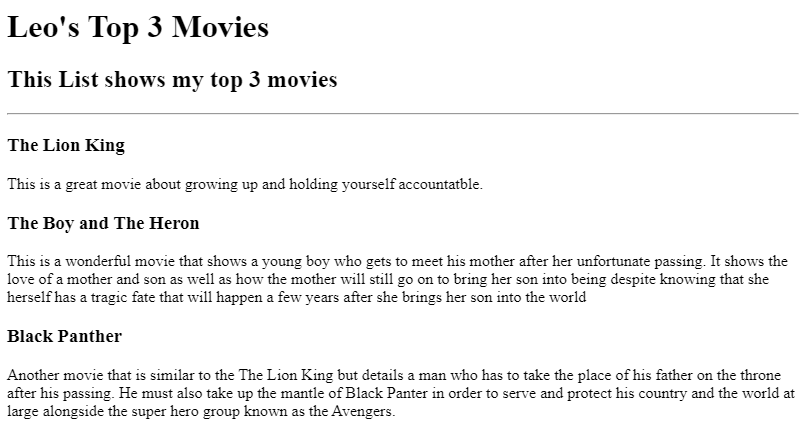 Leo's Top 3 Movies
This List shows my top 3 movies
The Lion King
This is a great movie about growing up and holding yourself accountatble.
The Boy and The Heron
This is a wonderful movie that shows a young boy who gets to meet his mother after her unfortunate passing. It shows the
love of a mother and son as well as how the mother will still go on to bring her son into being despite knowing that she
herself has a tragic fate that will happen a few years after she brings her son into the world
Black Panther
Another movie that is similar to the The Lion King but details a man who has to take the place of his father on the throne
after his passing. He must also take up the mantle of Black Panter in order to serve and protect his country and the world at
large alongside the super hero group known as the Avengers.